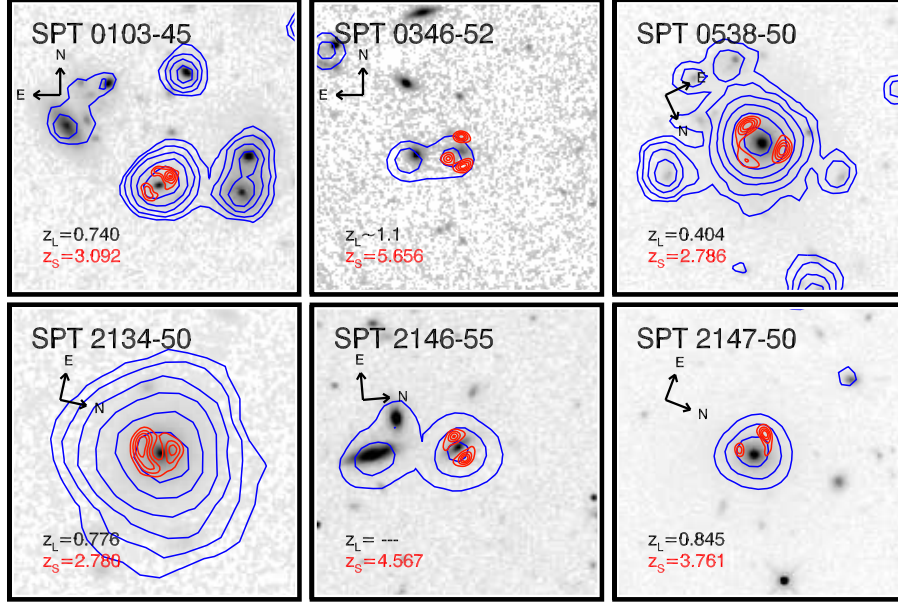 SPT 0103-45
N
E
z_L=0.740
z_S=3.092
SPT 0346-52
N
E
z_L~1.1
z_S=5.656
SPT 0538-50
E
N
z_L=0.404
z_S=2.786
SPT 2134-50
E
N
z_L=0.776
z_S=2.780
SPT 2146-55
E
N
z_L= ---
z_S=4.567
SPT 2147-50
E
N
z_L=0.845
z_S=3.761